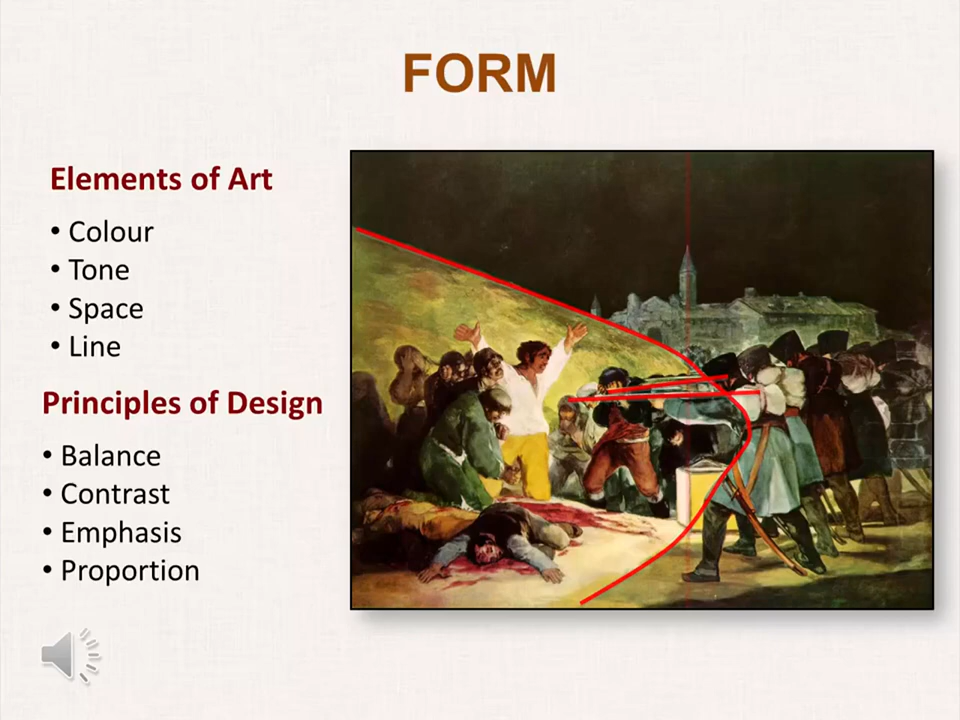 FORM
Elements of Art
• Colour
• Tone
• Space
• Line
Principles of Design
• Balance
• Contrast
• Emphasis
• Proportion